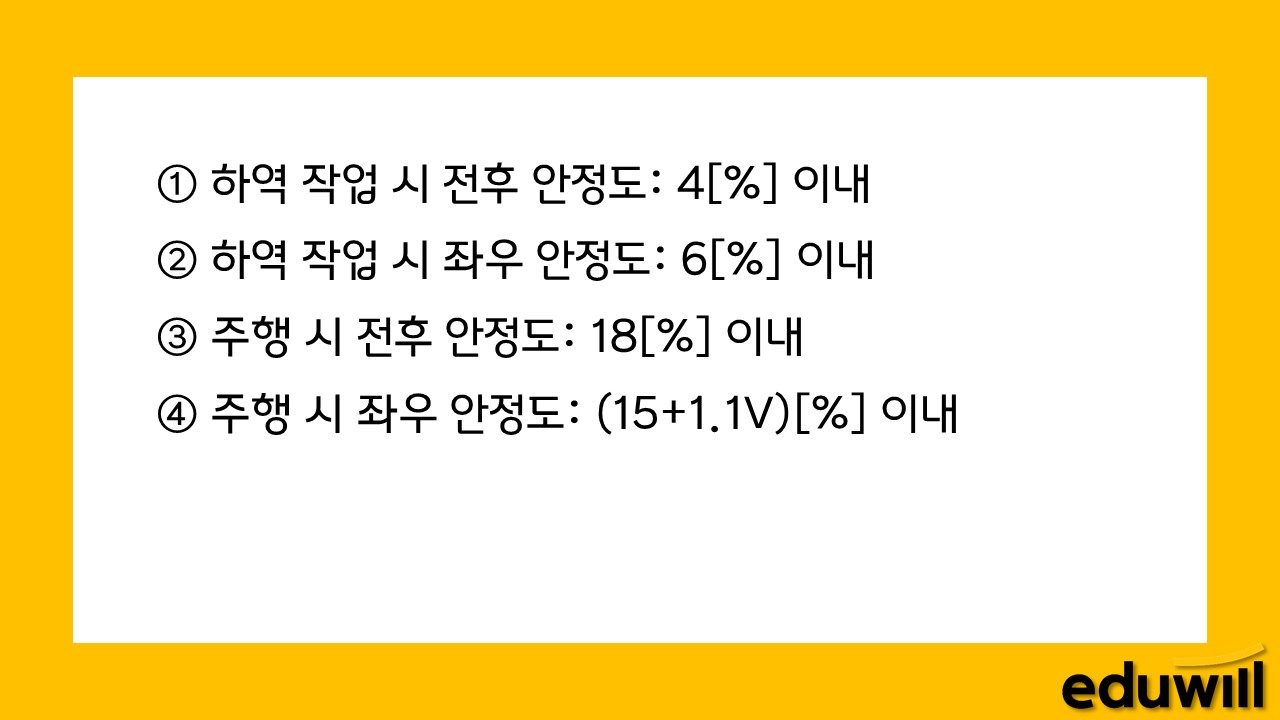 ① 하역 작업 시 전후 안정도: 4[%] 이내
② 하역 작업 시 좌우 안정도: 6[%] 이내
③ 주행 시 전후 안정도: 18[%] 이내
④ 주행 시 좌우 안정도: (15+1.1V)[%] 이내
eduwill